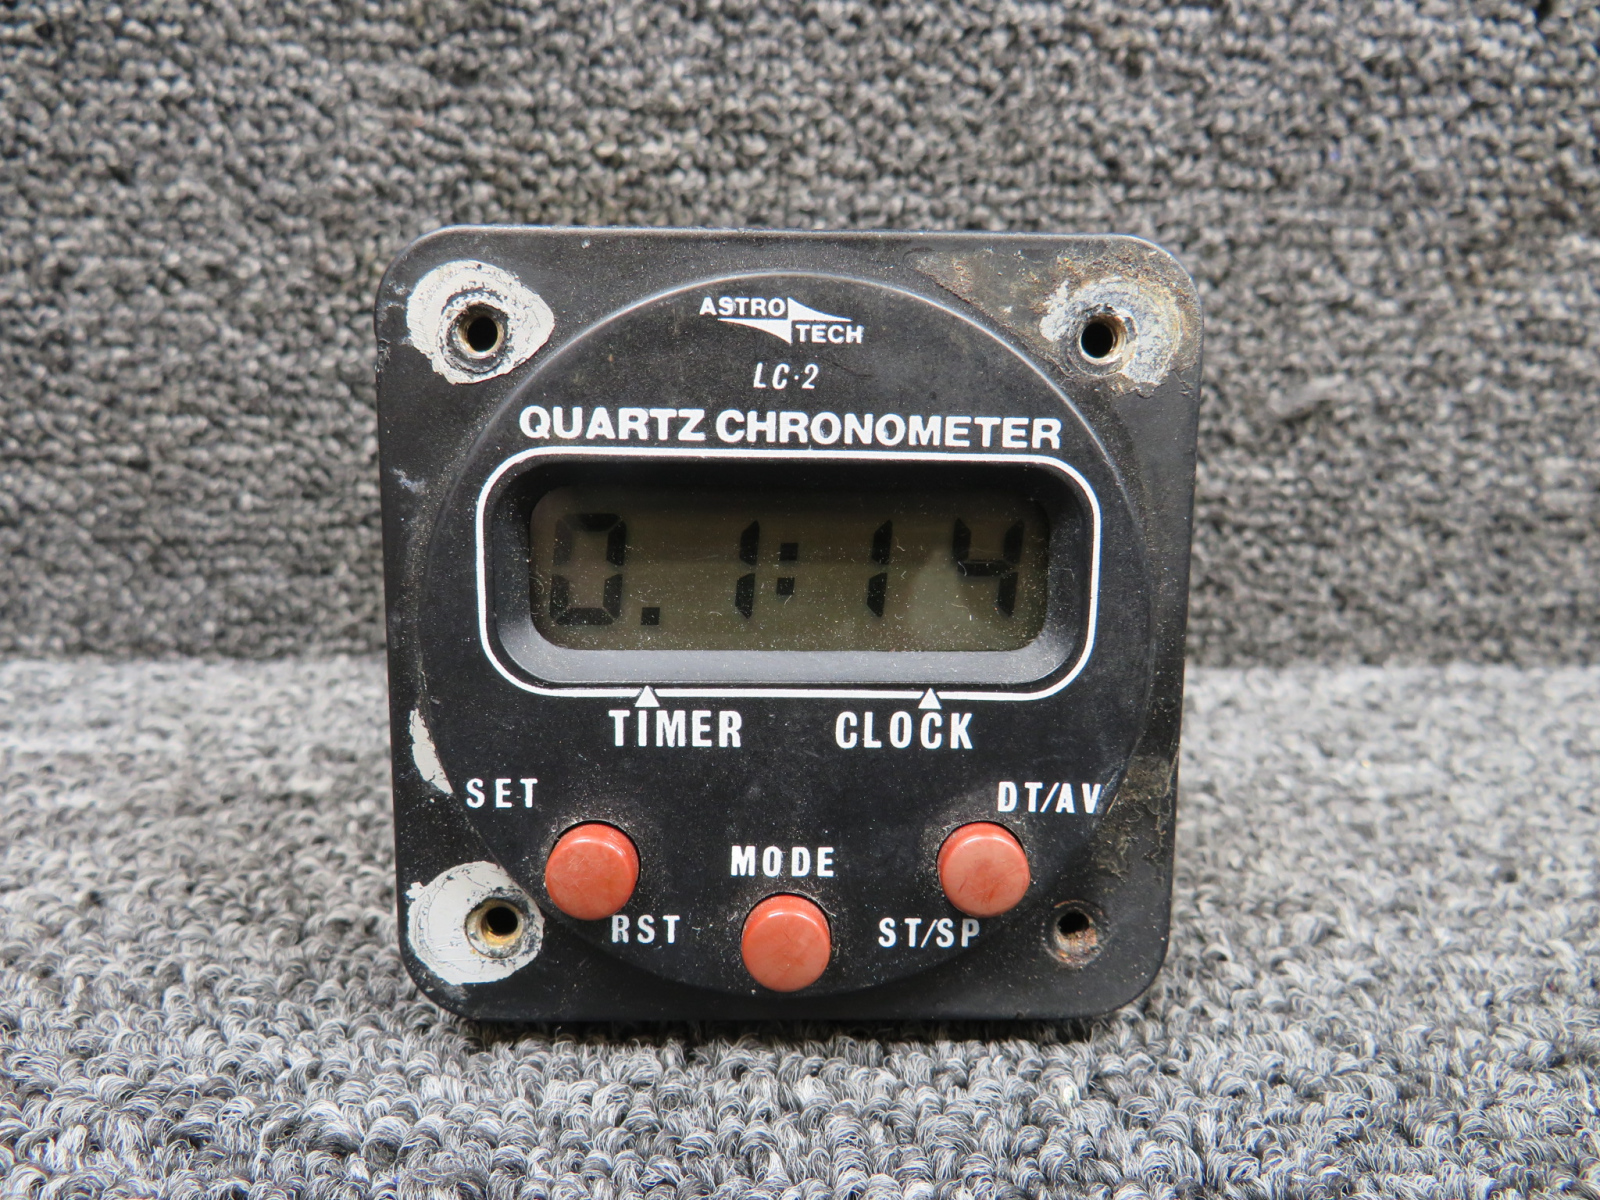 ASTRO
TECH
LC·2
QUARTZ CHRONOMETER
0. 1:14
TIMER CLOCK
SET DT/AV
MODE
RST ST/SP